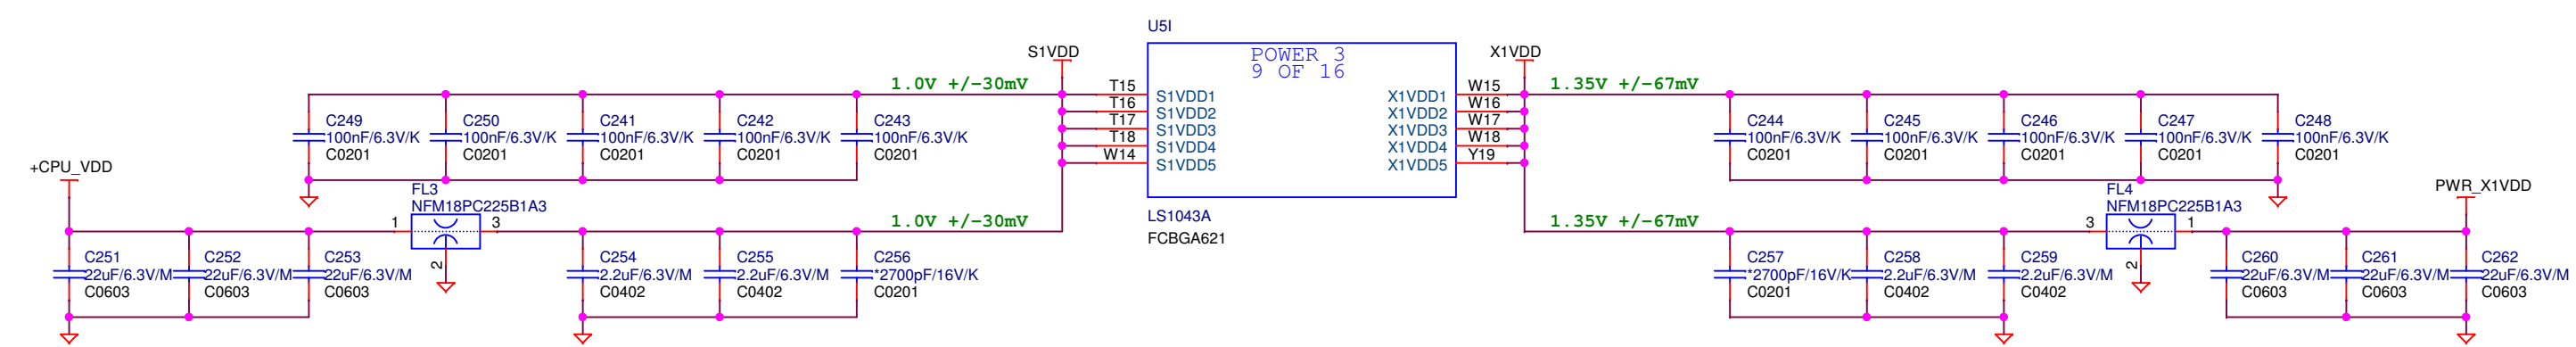 U5I
POWER 3
9 OF 16
S1VDD
X1VDD
1.0V +/-30mV
1.35V +/-67mV
T15
T16
T17
T18
W14
S1VDD1
S1VDD2
S1VDD3
S1VDD4
S1VDD5
X1VDD1
X1VDD2
X1VDD3
X1VDD4
X1VDD5
W15
W16
W17
W18
Y19
LS1043A
FCBGA621
C249
100nF/6.3V/K
C0201
C250
100nF/6.3V/K
C0201
C241
100nF/6.3V/K
C0201
C242
100nF/6.3V/K
C0201
C243
100nF/6.3V/K
C0201
C244
100nF/6.3V/K
C0201
C245
100nF/6.3V/K
C0201
C246
100nF/6.3V/K
C0201
C247
100nF/6.3V/K
C0201
C248
100nF/6.3V/K
C0201
+CPU_VDD
FL3
NFM18PC225B1A3
1
3
2
1.0V +/-30mV
1.35V +/-67mV
FL4
NFM18PC225B1A3
3
1
2
PWR_X1VDD
C251
22uF/6.3V/M
C0603
C252
22uF/6.3V/M
C0603
C253
22uF/6.3V/M
C0603
C254
2.2uF/6.3V/M
C0402
C255
2.2uF/6.3V/M
C0402
C256
*2700pF/16V/K
C0201
C257
*2700pF/16V/K
C0201
C258
2.2uF/6.3V/M
C0402
C259
2.2uF/6.3V/M
C0402
C260
22uF/6.3V/M
C0603
C261
22uF/6.3V/M
C0603
C262
22uF/6.3V/M
C0603